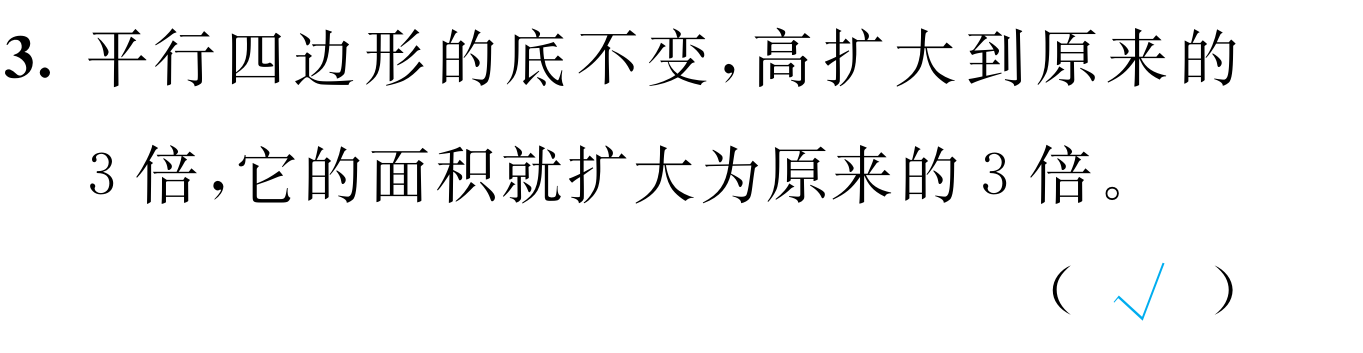 3. 平行四边形的底不变,高扩大到原来的
3 倍,它的面积就扩大为原来的 3 倍。
( √ )